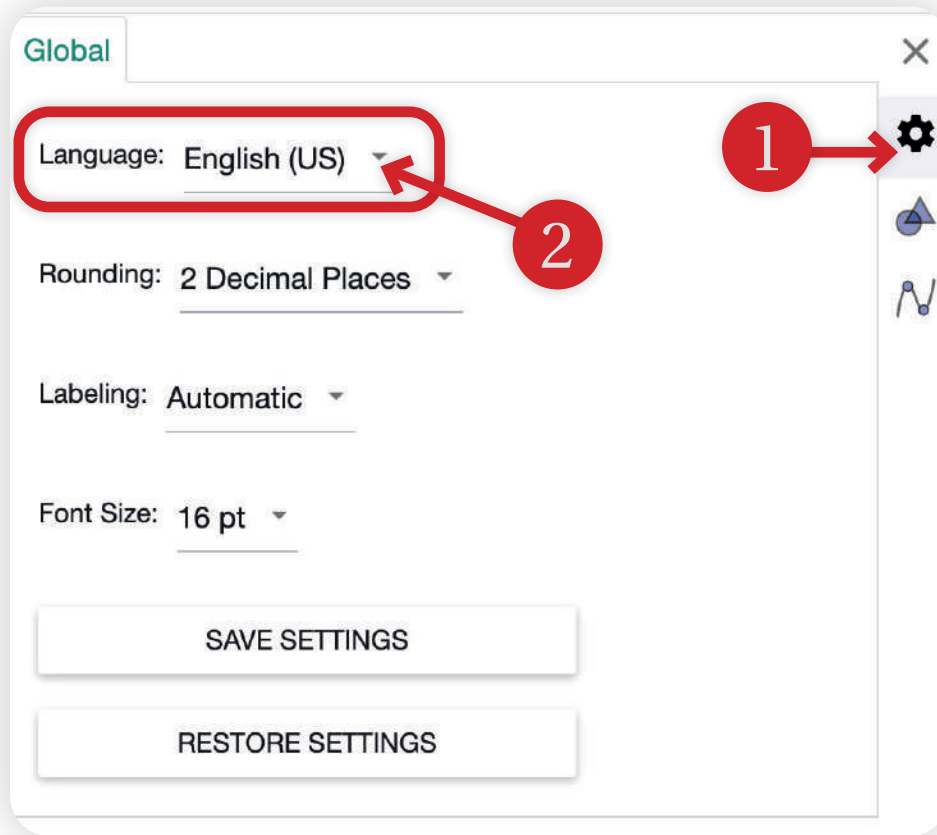 Global
1
Language: English (US)
2
Rounding: 2 Decimal Places
Labeling: Automatic
Font Size: 16 pt
SAVE SETTINGS
RESTORE SETTINGS